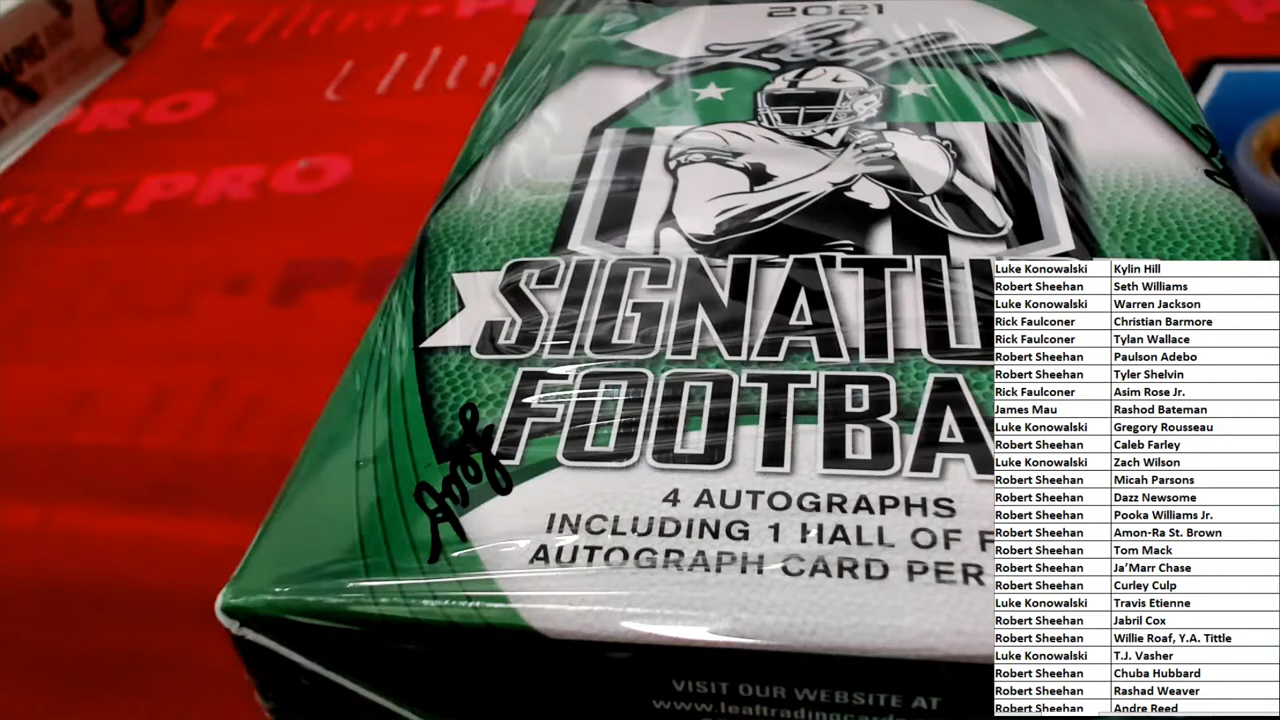 2021
Leaf
Ultra PRO
SIGNATU
FOOTBA
4 AUTOGRAPHS
INCLUDING 1 HALL OF F
AUTOGRAPH CARD PER
Leaf
VISIT OUR WEBSITE AT
www.leaftradingcards
Luke Konowalski Kylin Hill
Robert Sheehan Seth Williams
Luke Konowalski Warren Jackson
Rick Faulconer Christian Barmore
Rick Faulconer Tylan Wallace
Robert Sheehan Paulson Adebo
Robert Sheehan Tyler Shelvin
Rick Faulconer Asim Rose Jr.
James Mau Rashod Bateman
Luke Konowalski Gregory Rousseau
Robert Sheehan Caleb Farley
Luke Konowalski Zach Wilson
Robert Sheehan Micah Parsons
Robert Sheehan Dazz Newsome
Robert Sheehan Pooka Williams Jr.
Robert Sheehan Amon-Ra St. Brown
Robert Sheehan Tom Mack
Robert Sheehan Ja’Marr Chase
Robert Sheehan Curley Culp
Luke Konowalski Travis Etienne
Robert Sheehan Jabril Cox
Robert Sheehan Willie Roaf, Y.A. Tittle
Luke Konowalski T.J. Vasher
Robert Sheehan Chuba Hubbard
Robert Sheehan Rashad Weaver
Robert Sheehan Andre Reed